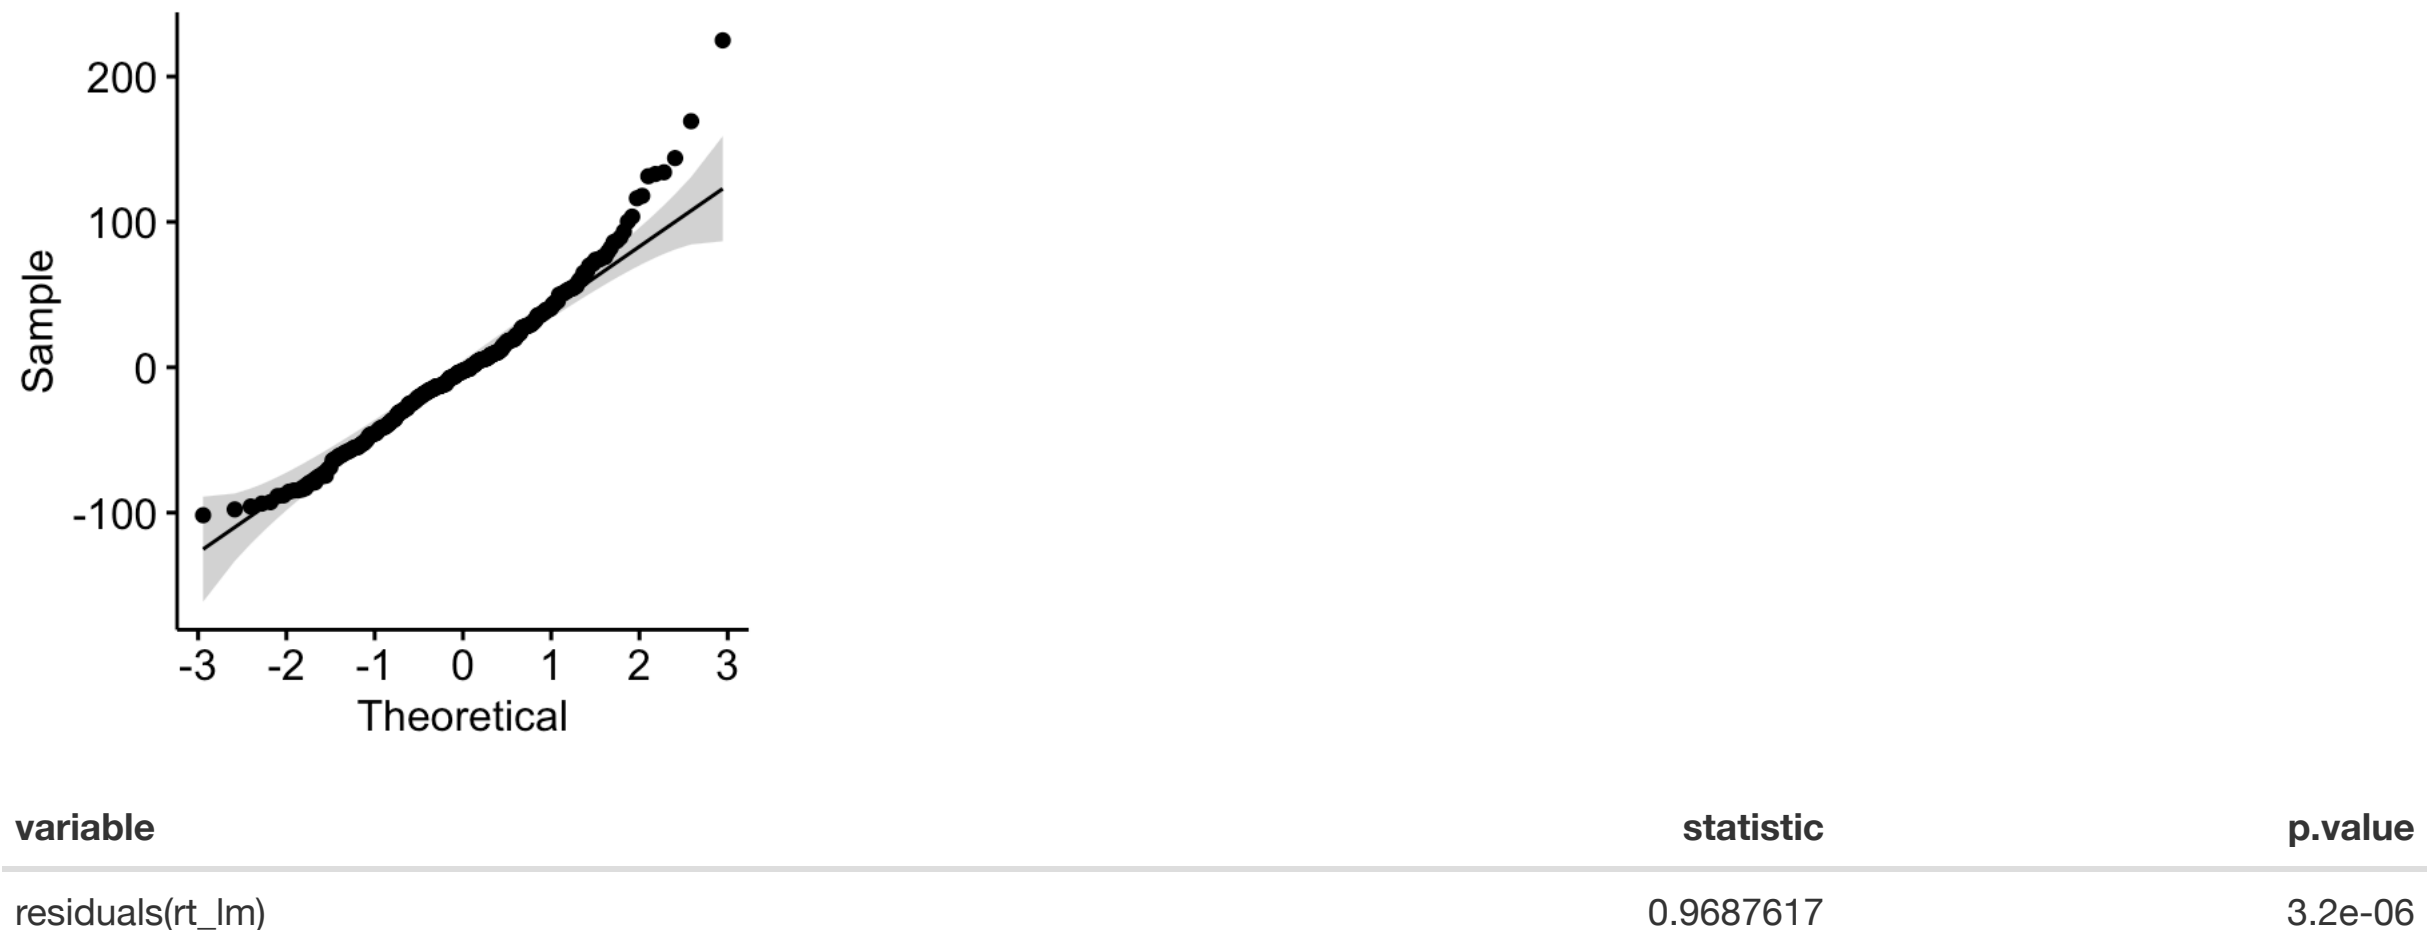 200
100
0
-100
Sample
-3 -2 -1 0 1 2 3
Theoretical
variable statistic p.value
residuals(rt_lm) 0.9687617 3.2e-06